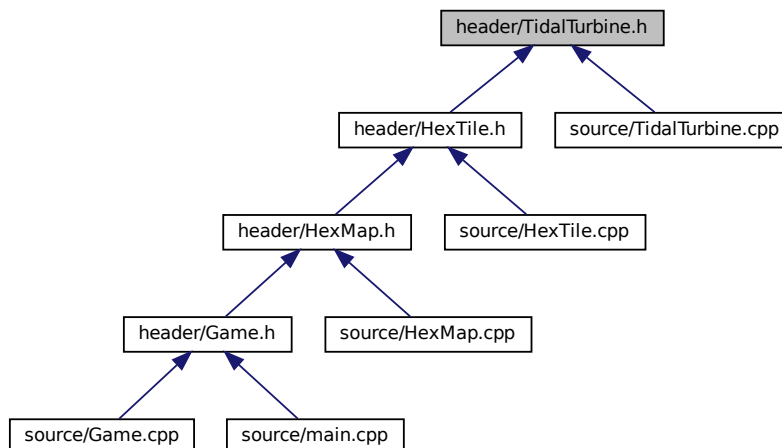 header/TidalTurbine.h
header/HexTile.h
source/TidalTurbine.cpp
header/HexMap.h
source/HexTile.cpp
header/Game.h
source/HexMap.cpp
source/Game.cpp
source/main.cpp